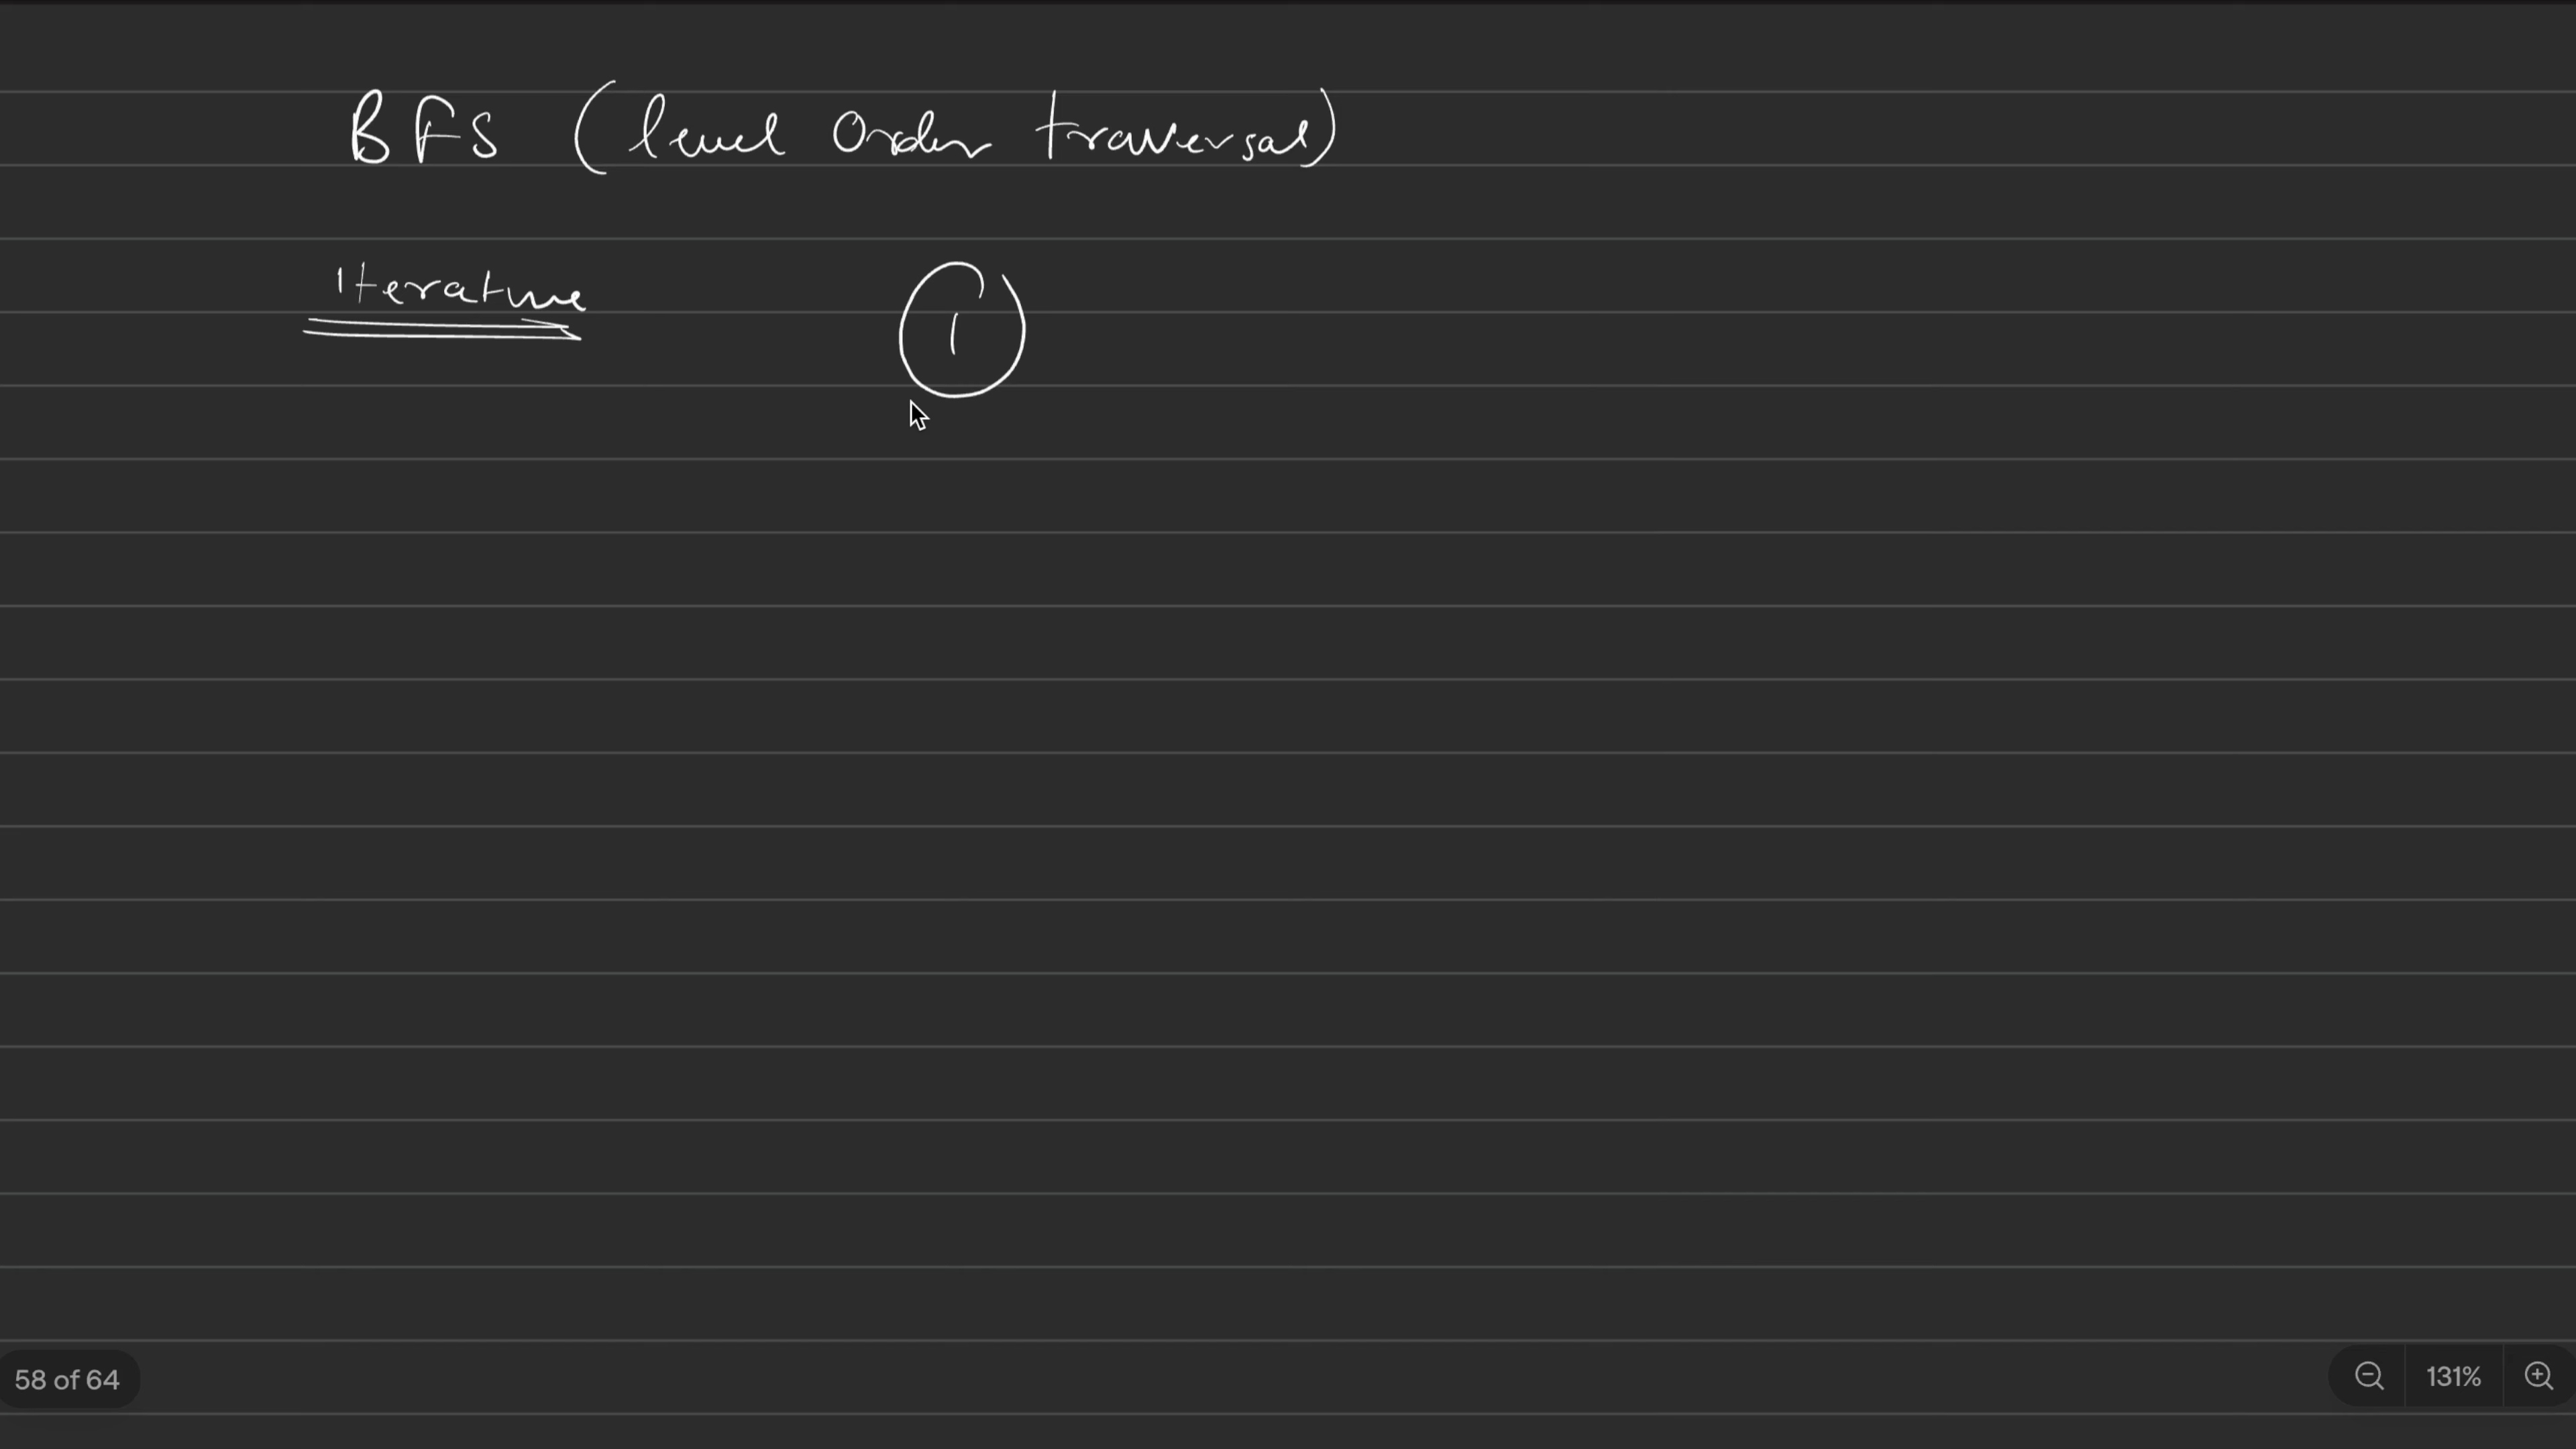 BFS (level Order traversal)
Iterative
1
58 of 64
131%